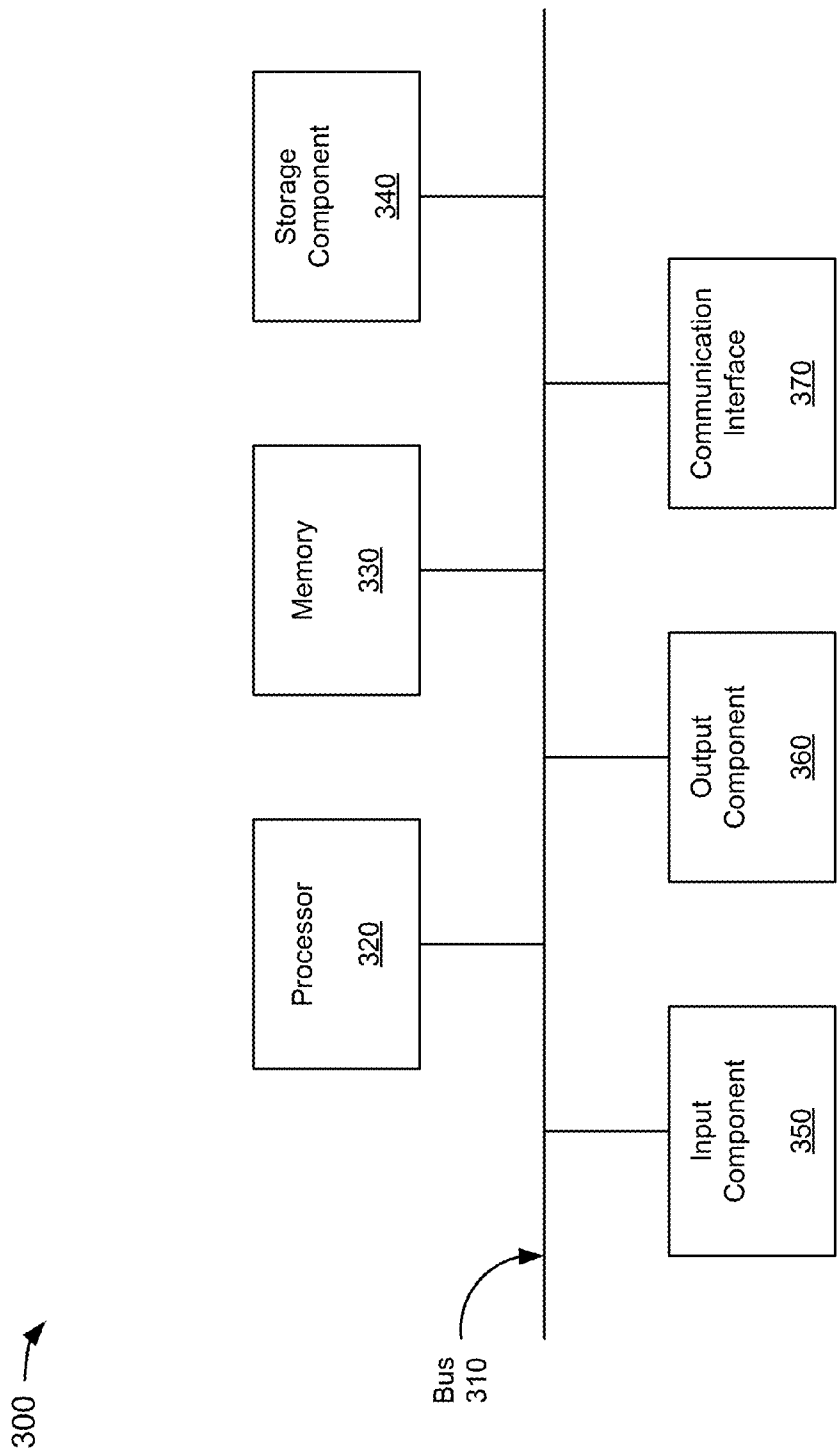 300
Bus
310
Processor
320
Memory
330
Storage
Component
340
Input
Component
350
Output
Component
360
Communication
Interface
370